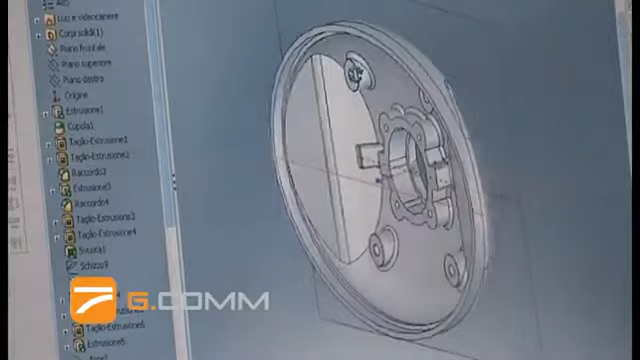 Luci e videocamere
Corpi solidi(1)
Piano frontale
Piano superiore
Piano destro
Origine
Estrusione1
Cupola1
Taglio-Estrusione1
Taglio-Estrusione2
Raccordo3
Estrusione3
Raccordo4
Taglio-Estrusione3
Taglio-Estrusione4
Svuota1
Schizzo9
G.COMM
Taglio-Estrusione6
Estrusione5